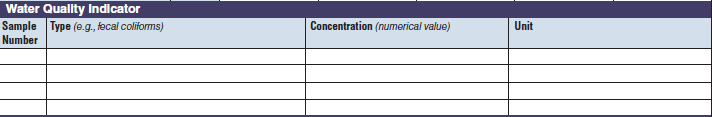 Water Quality Indicator
Sample Number Type (e.g., fecal coliforms) Concentration (numerical value) Unit